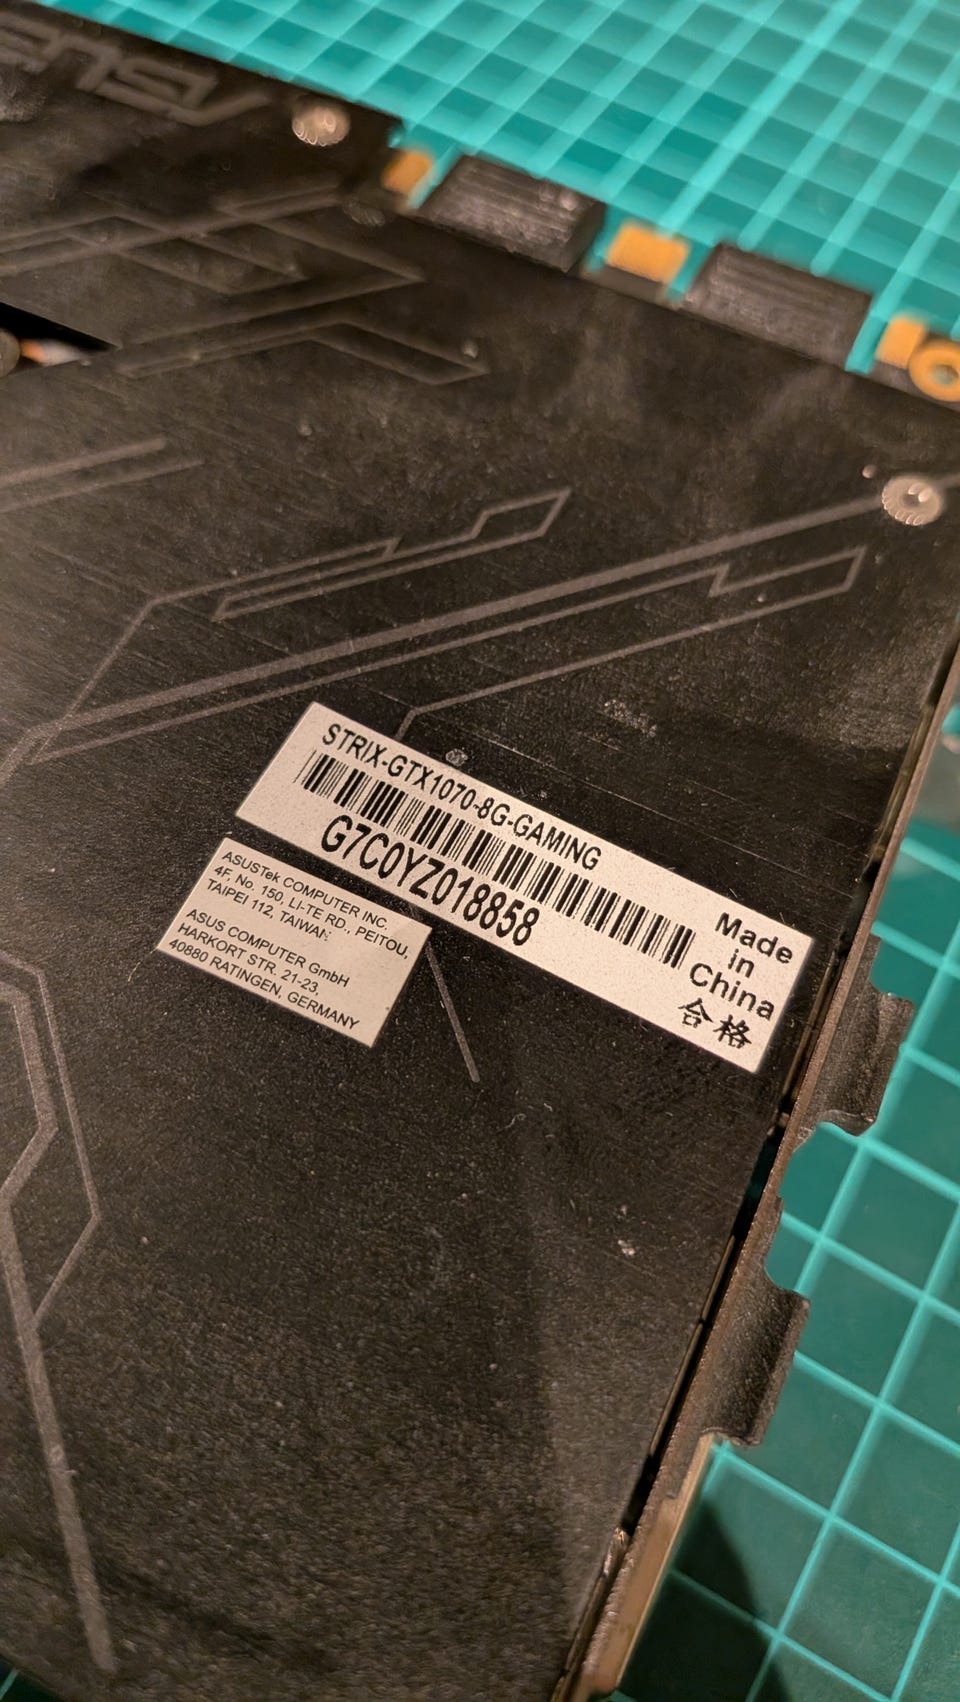 ASUS
STRIX-GTX1070-8G-GAMING
G7C0YZ018858
Made
in
China
合格
ASUSTek COMPUTER INC.
4F, No. 150, LI-TE RD., PEITOU,
TAIPEI 112, TAIWAN
ASUS COMPUTER GmbH
HARKORT STR. 21-23,
40880 RATINGEN, GERMANY